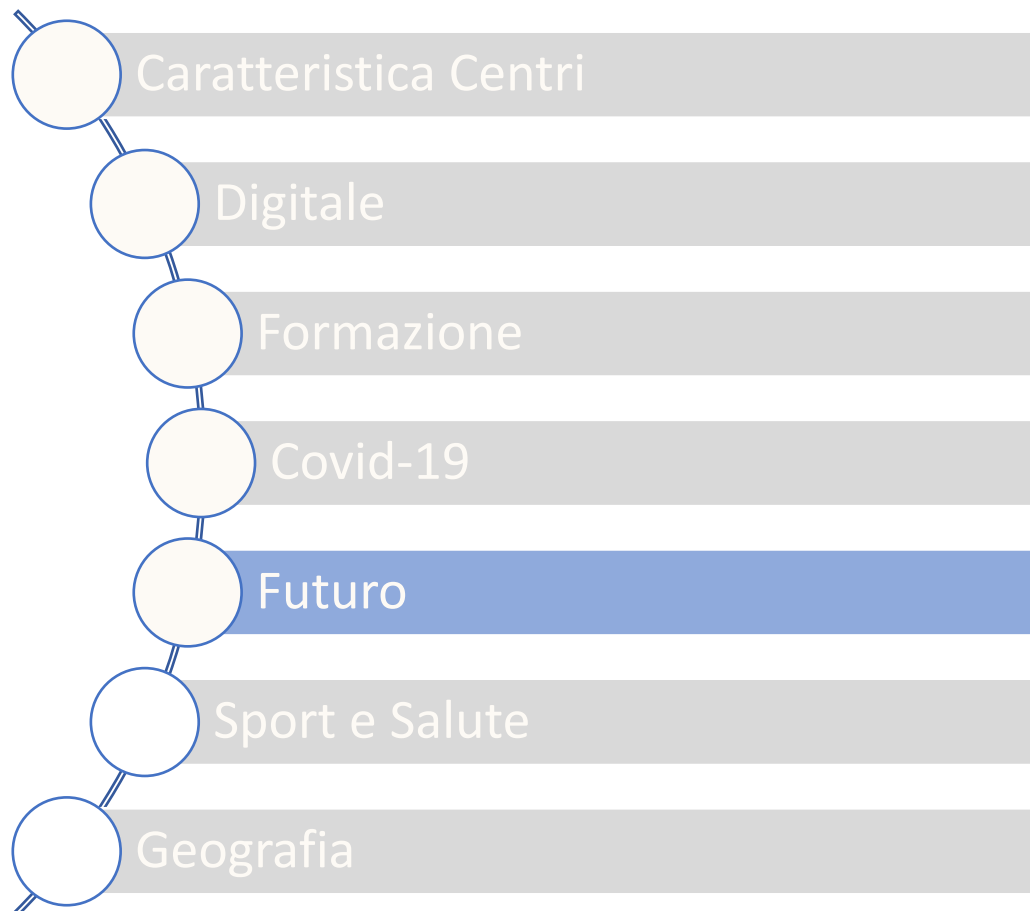 Caratteristica Centri
Digitale
Formazione
Covid-19
Futuro
Sport e Salute
Geografia